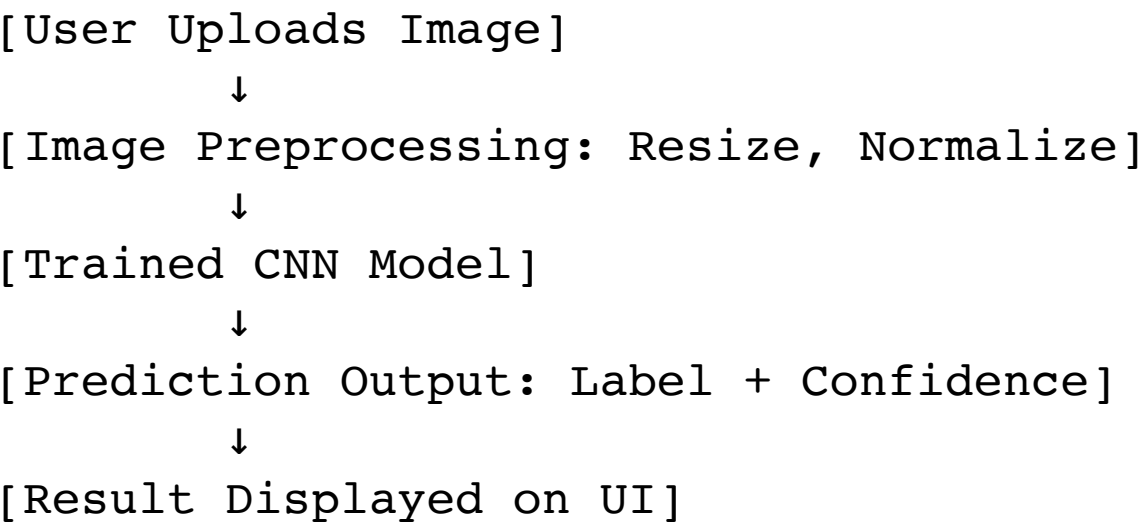 [User Uploads Image]
↓
[Image Preprocessing: Resize, Normalize]
↓
[Trained CNN Model]
↓
[Prediction Output: Label + Confidence]
↓
[Result Displayed on UI]